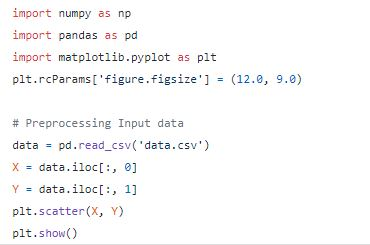 import numpy as np
import pandas as pd
import matplotlib.pyplot as plt
plt.rcParams['figure.figsize'] = (12.0, 9.0)
# Preprocessing Input data
data = pd.read_csv('data.csv')
X = data.iloc[:, 0]
Y = data.iloc[:, 1]
plt.scatter(X, Y)
plt.show()